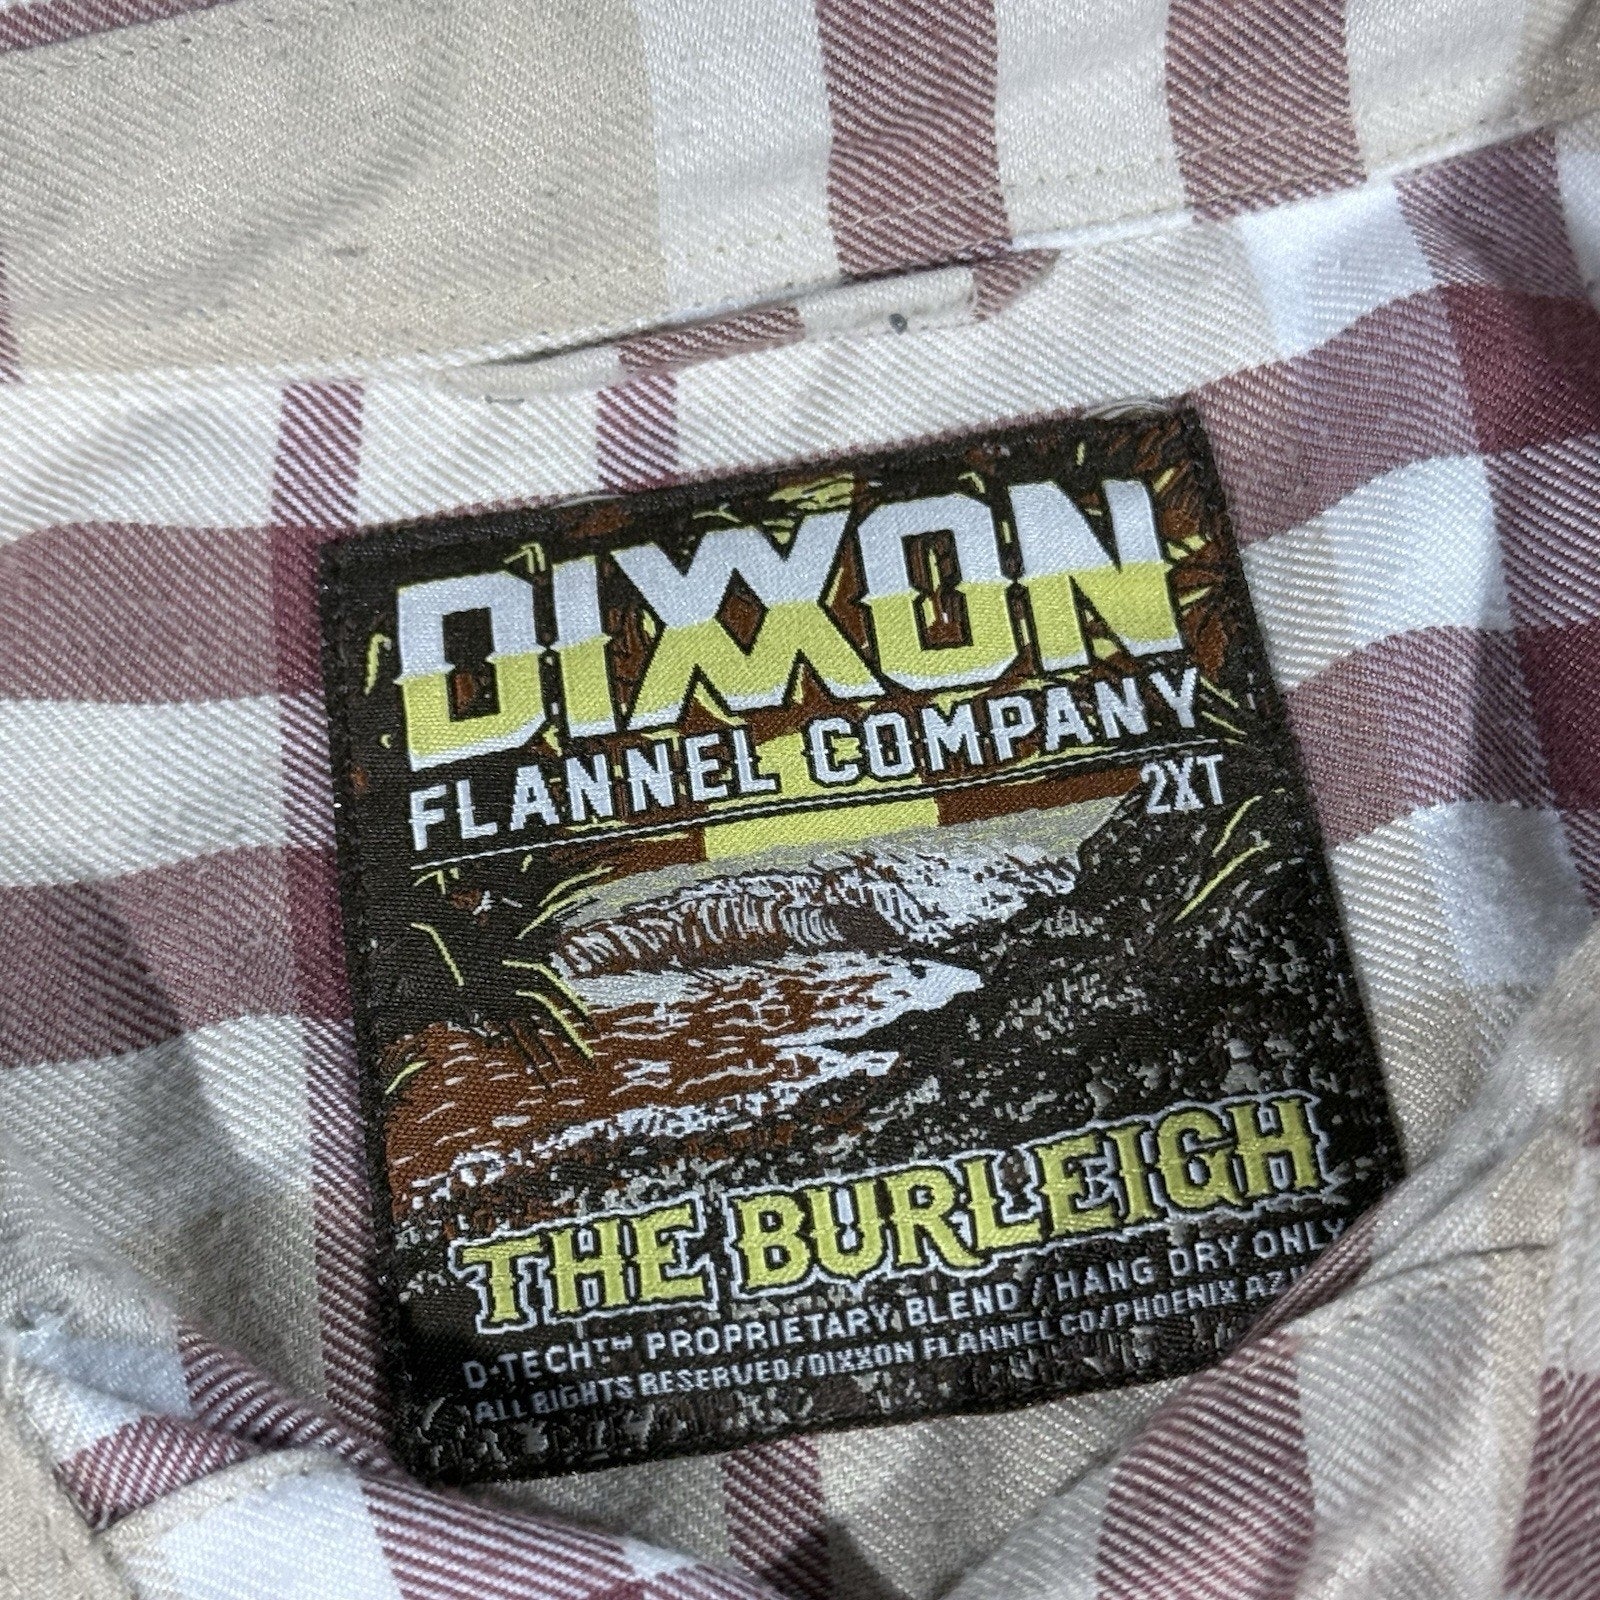 DIXXON
FLANNEL COMPANY
2XT
THE BURLEIGH
D-TECH™ PROPRIETARY BLEND / HANG DRY ONLY
ALL RIGHTS RESERVED/DIXXON FLANNEL CO/PHOENIX AZ